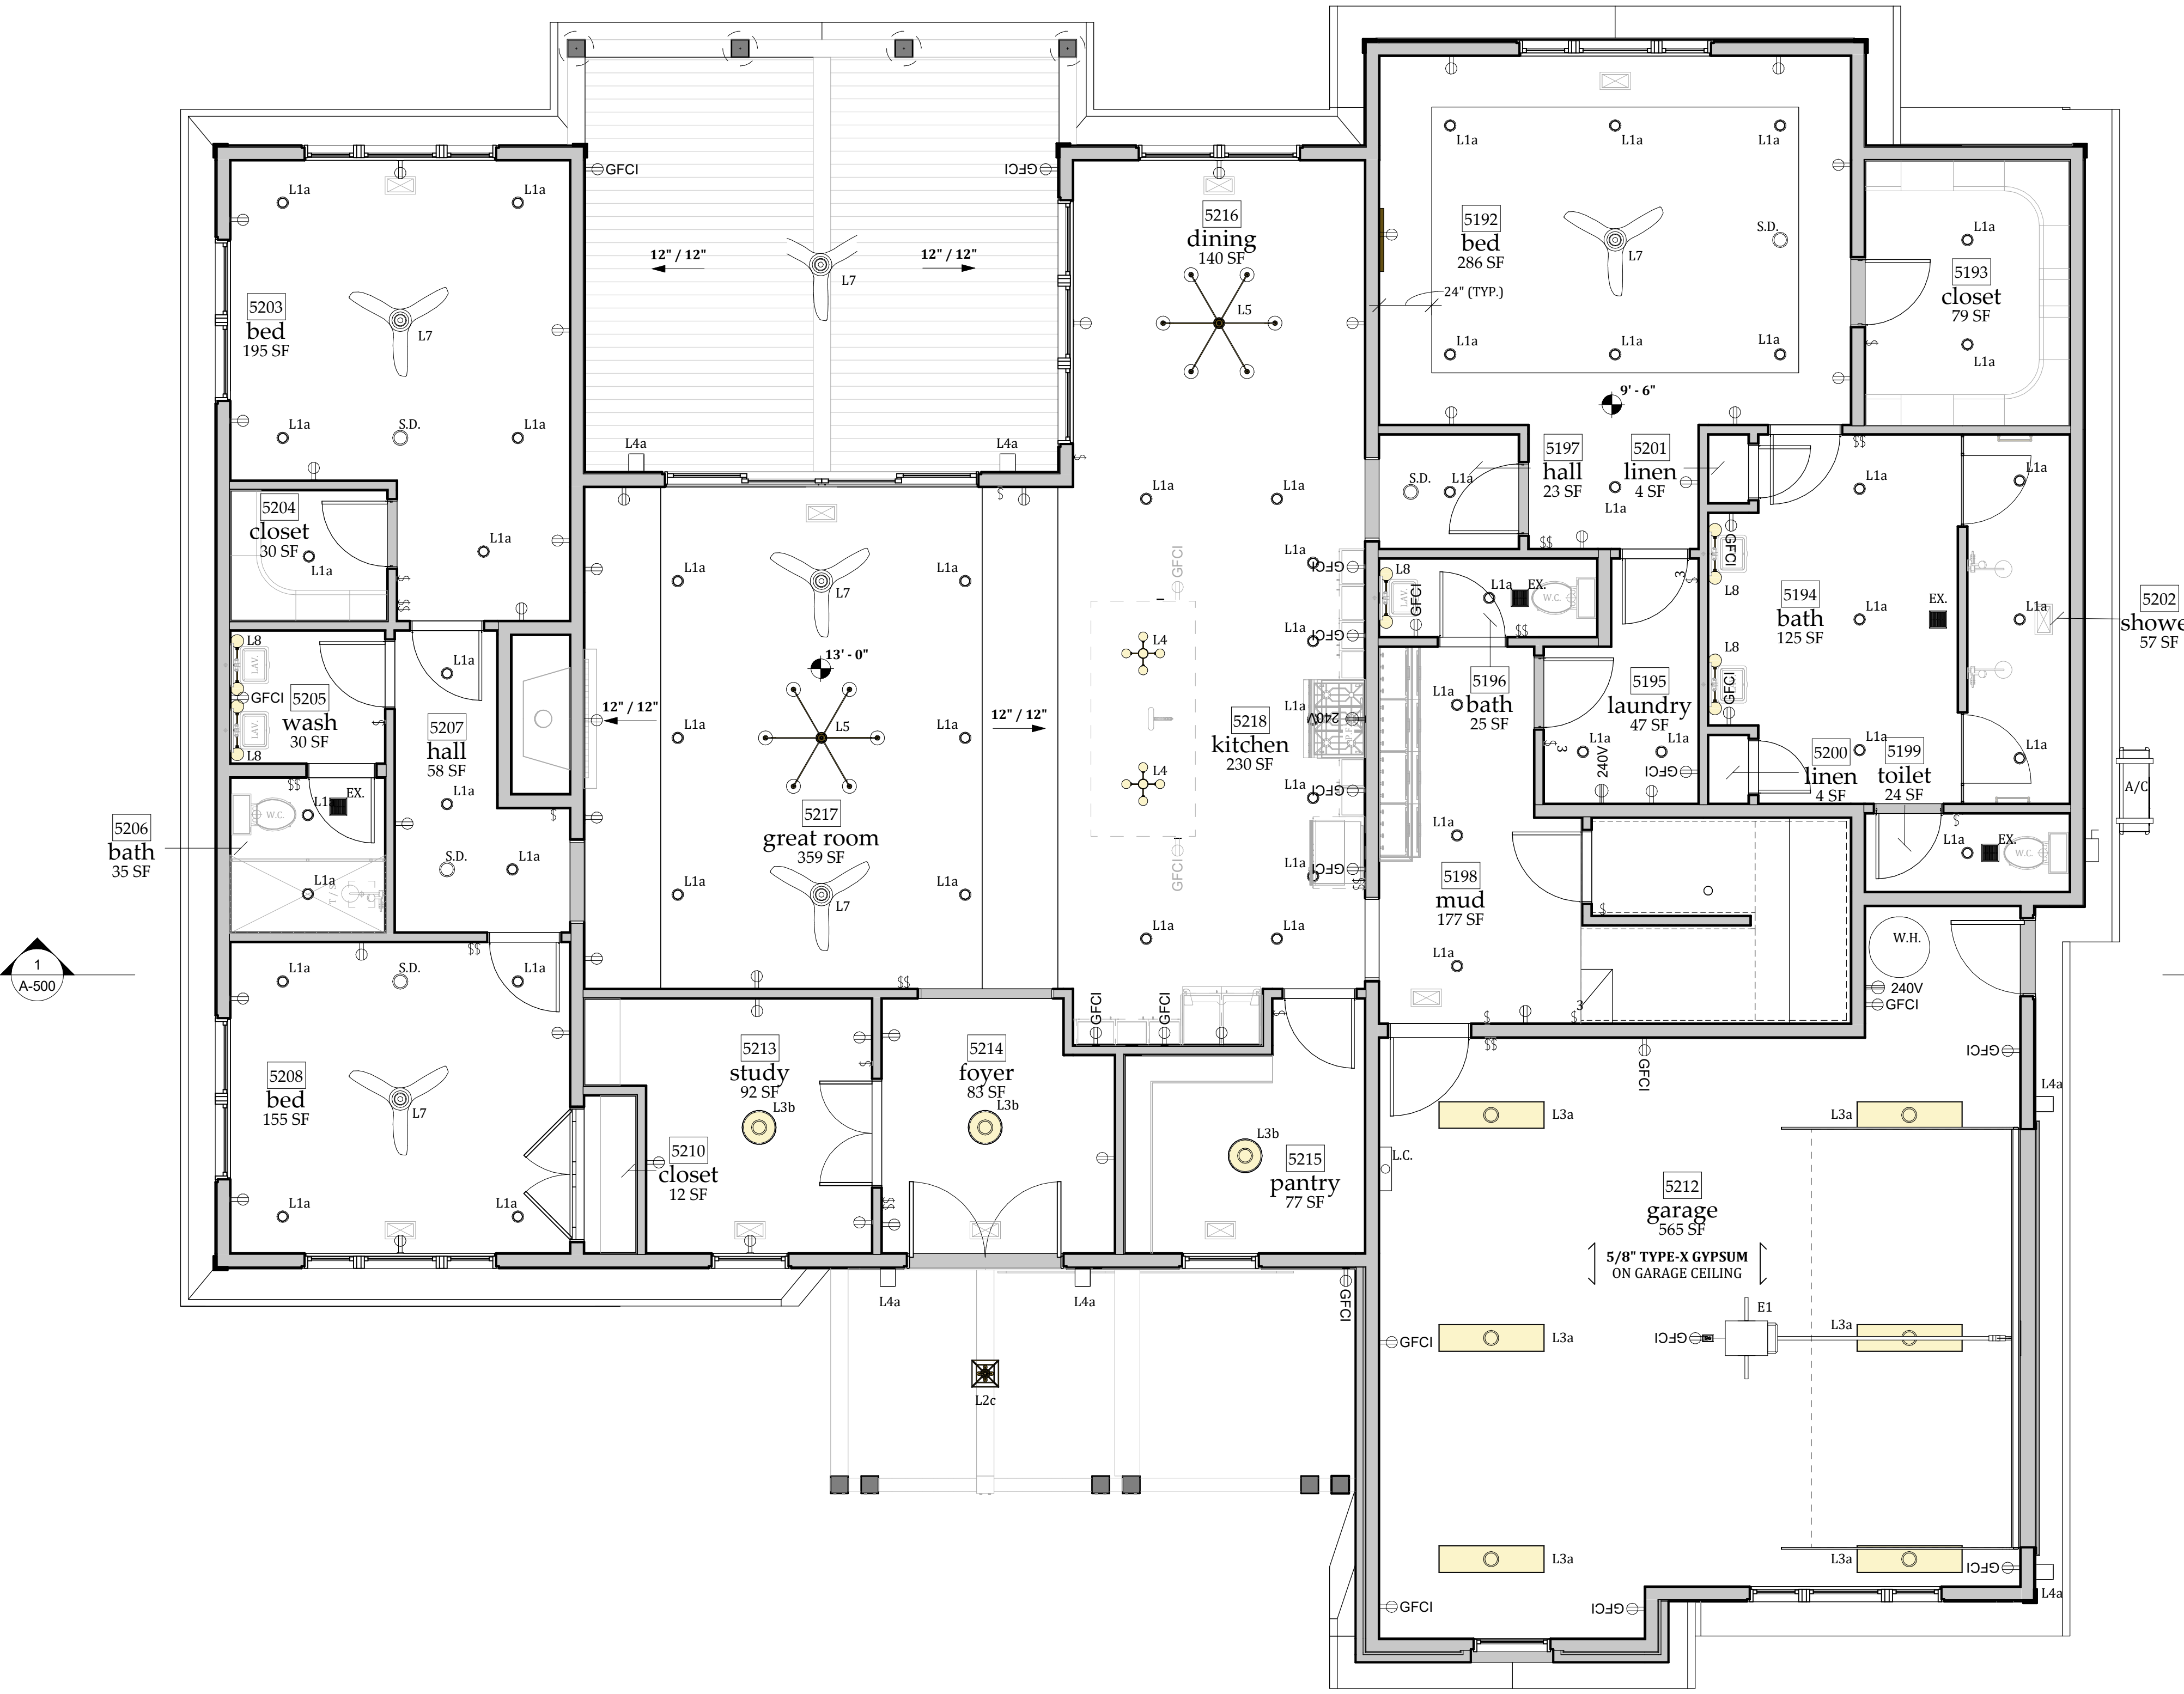 L1a
L1a
L1a
5192
bed
286 SF
L7
S.D.
24" (TYP.)
L1a
L1a
L1a
9' - 6"
L1a
5193
closet
79 SF
L1a
GFCI
GFCI
12" / 12"
12" / 12"
L7
L4a
L4a
5216
dining
140 SF
L5
L1a
L1a
5203
bed
195 SF
L7
L1a
S.D.
L1a
L1a
5204
closet
30 SF
L1a
S.D.
L1a
5197
hall
23 SF
5201
linen
4 SF
L1a
$$
$$
L1a
L1a
L8
LAV.
GFCI
5205
wash
30 SF
LAV.
L8
L1a
5207
hall
58 SF
L1a
S.D.
L1a
$$
L1a
EX.
W.C.
5206
bath
35 SF
L1a
L1a
L7
L1a
13' - 0"
12" / 12"
12" / 12"
L1a
L5
L1a
5217
great room
359 SF
L1a
L7
L1a
$$
L1a
L1a
GFCI
L4
L4
GFCI
5218
kitchen
230 SF
L1a
GFCI
L1a
GFCI
L1a
240V
L1a
GFCI
L1a
GFCI
L1a
L1a
GFCI
GFCI
L8
LAV.
GFCI
L1a
EX.
W.C.
$$
5196
bath
25 SF
L1a
L1a
5198
mud
177 SF
3
3
5195
laundry
47 SF
L1a
L1a
240V
GFCI
GFCI
L8
L8
GFCI
5194
bath
125 SF
L1a
EX.
L1a
5202
57 SF
5200
linen
4 SF
L1a
5199
toilet
24 SF
L1a
L1a
EX.
W.C.
A/C
W.H.
240V
GFCI
GFCI
3
$
$$
1
A-500
L1a
S.D.
L1a
$$
5208
bed
155 SF
L7
L1a
L1a
5210
closet
12 SF
5213
study
92 SF
L3b
5214
foyer
83 SF
L3b
L3b
5215
pantry
77 SF
L4a
L4a
GFCI
L2c
GFCI
L3a
L3a
L4a
L.C.
5212
garage
565 SF
5/8" TYPE-X GYPSUM
ON GARAGE CEILING
E1
GFCI
L3a
GFCI
L3a
L3a
L3a
GFCI
L4a
GFCI
GFCI